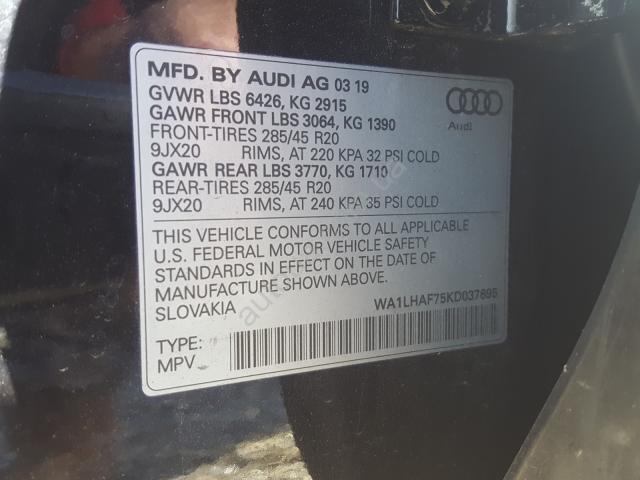 MFD. BY AUDI AG 03 19
GVWR LBS 6426, KG 2915
GAWR FRONT LBS 3064, KG 1390
FRONT-TIRES 285/45 R20
9JX20 RIMS, AT 220 KPA 32 PSI COLD
GAWR REAR LBS 3770, KG 1710
REAR-TIRES 285/45 R20
9JX20 RIMS, AT 240 KPA 35 PSI COLD
Audi
THIS VEHICLE CONFORMS TO ALL APPLICABLE
U.S. FEDERAL MOTOR VEHICLE SAFETY
STANDARDS IN EFFECT ON THE DATE OF
MANUFACTURE SHOWN ABOVE.
SLOVAKIA WA1LHAF75KD037695
TYPE:
MPV